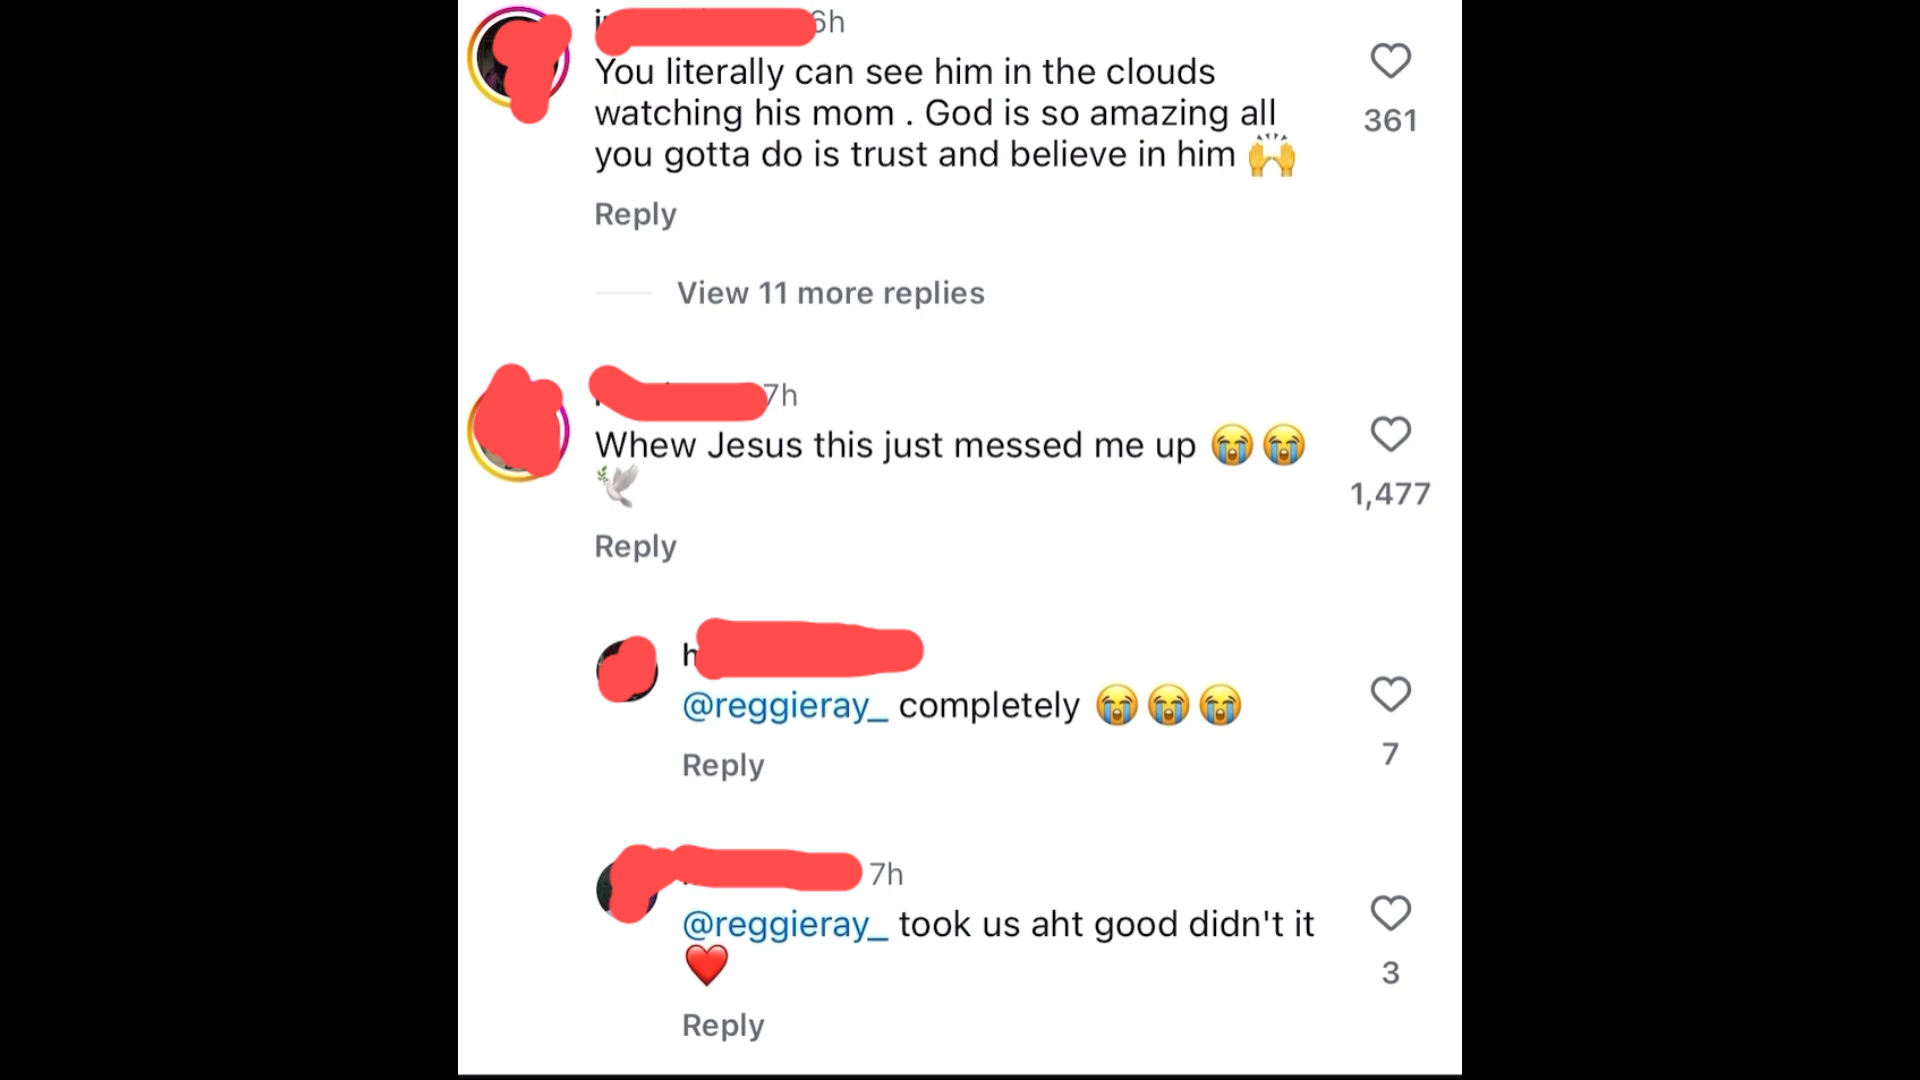 6h
You literally can see him in the clouds
watching his mom . God is so amazing all
you gotta do is trust and believe in him 🙌
361
Reply
View 11 more replies
7h
Whew Jesus this just messed me up 😭😭
🕊️
1,477
Reply
h
@reggieray_ completely 😭😭😭
7
Reply
7h
@reggieray_ took us aht good didn't it
❤️
3
Reply